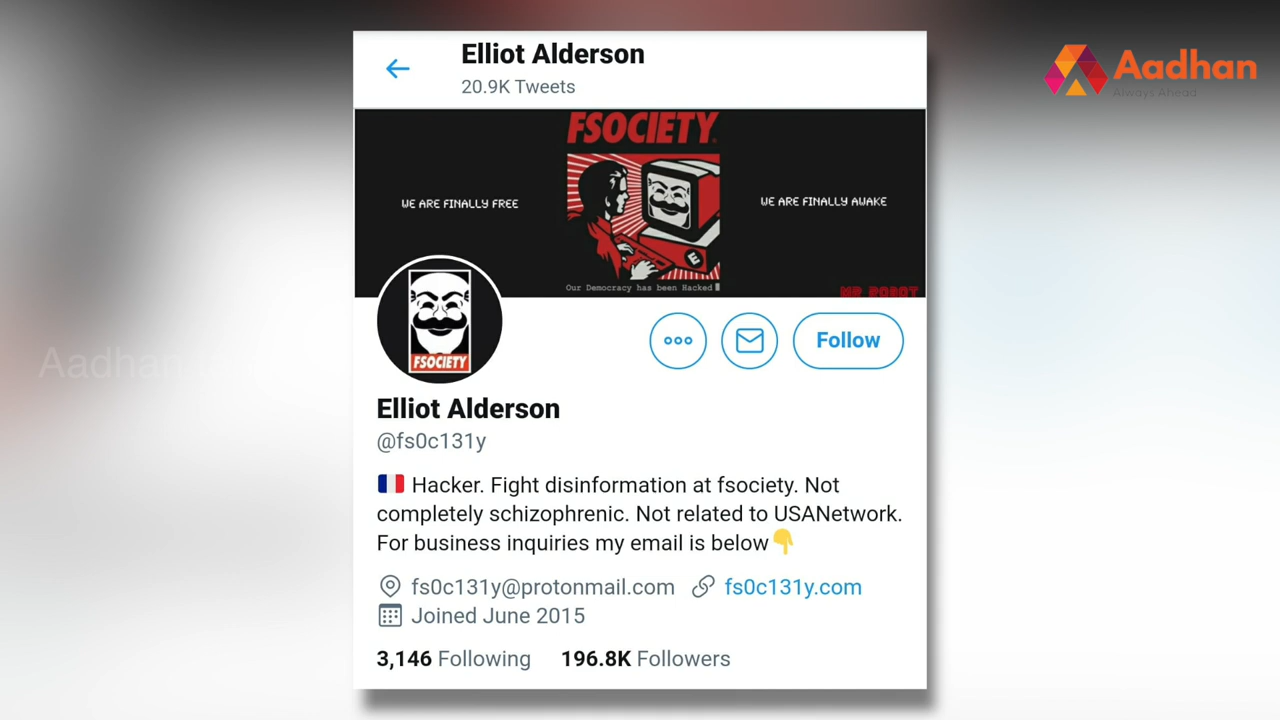 Elliot Alderson
20.9K Tweets
Aadhan
Always Ahead
FSOCIETY
WE ARE FINALLY FREE
WE ARE FINALLY AWAKE
E
Our Democracy has been Hacked
MR ROBOT
FSOCIETY
Follow
Aadhan
Elliot Alderson
@fs0c131y
🇫🇷 Hacker. Fight disinformation at fsociety. Not
completely schizophrenic. Not related to USANetwork.
For business inquiries my email is below👇
fs0c131y@protonmail.com fs0c131y.com
Joined June 2015
3,146 Following 196.8K Followers